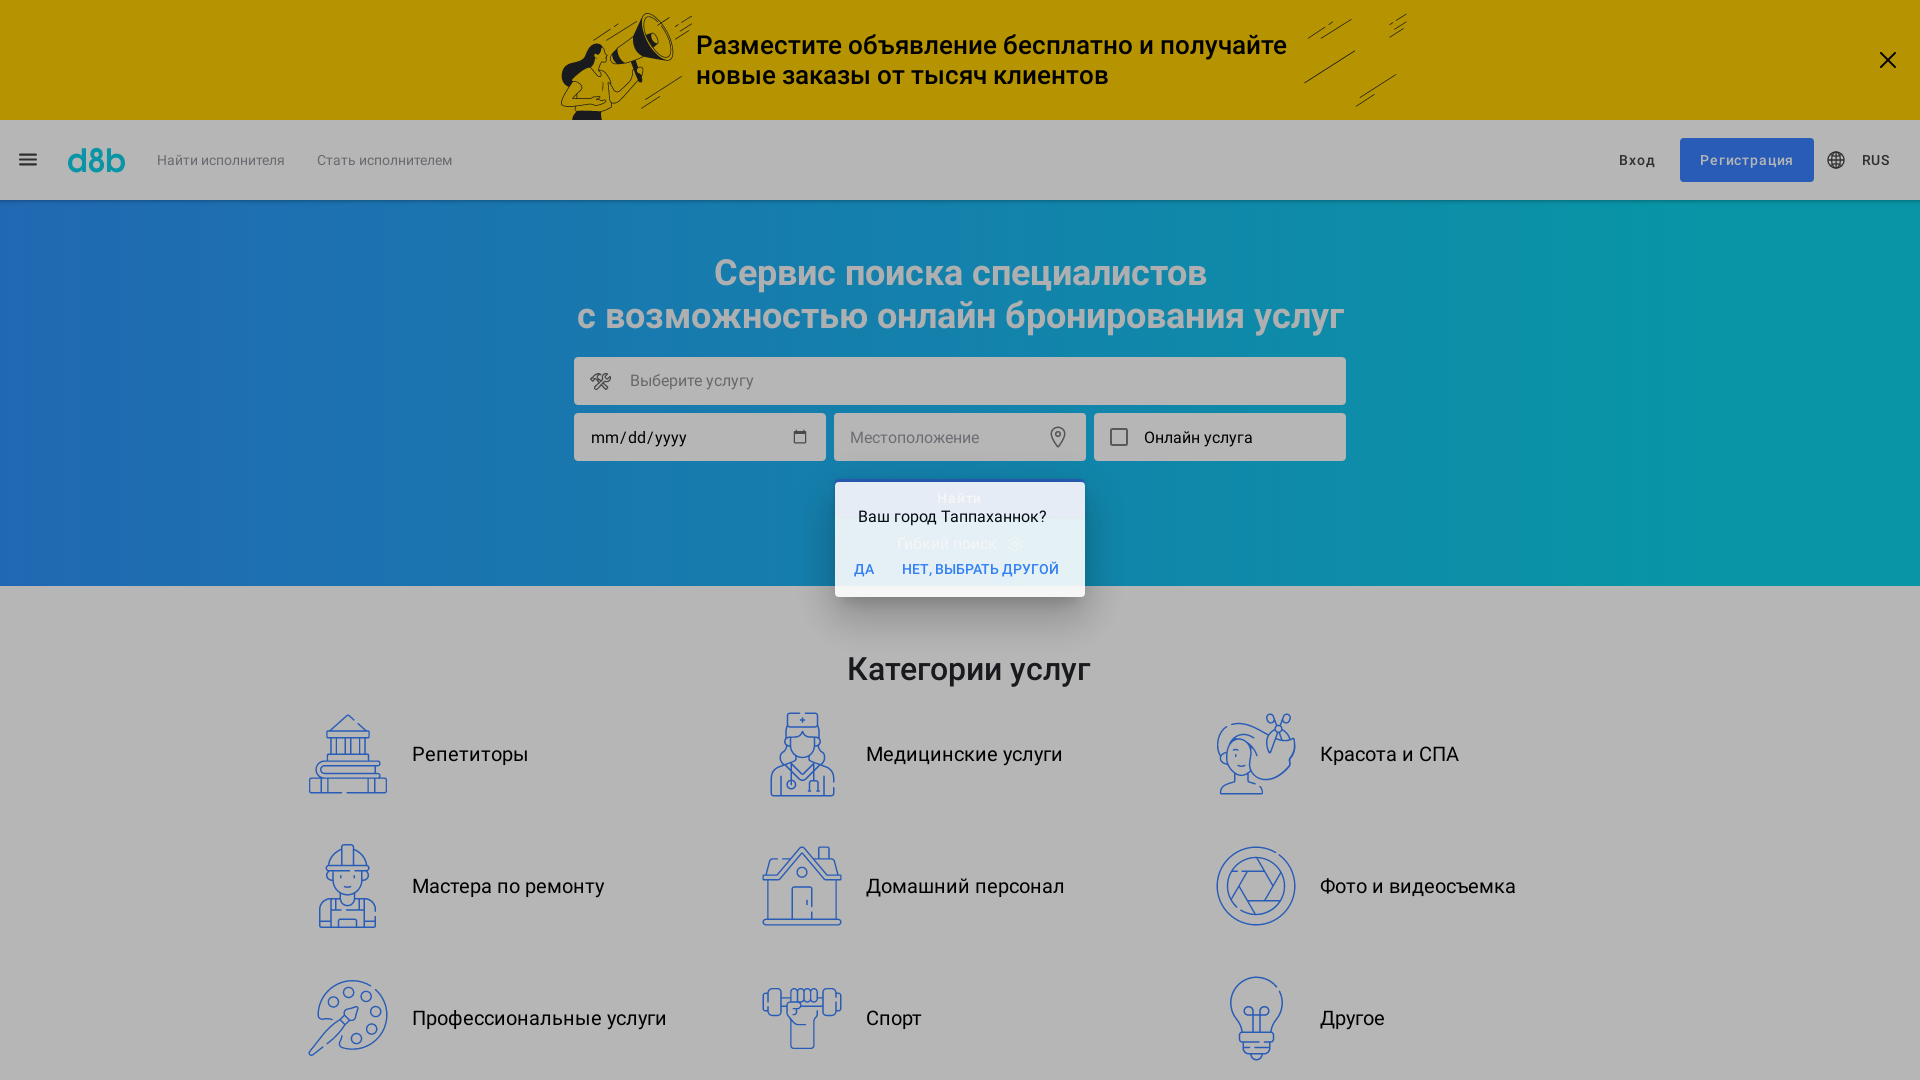 Разместите объявление бесплатно и получайте
новые заказы от тысяч клиентов
d8b
Найти исполнителя
Стать исполнителем
Вход
Регистрация
RUS
Сервис поиска специалистов
с возможностью онлайн бронирования услуг
Выберите услугу
mm/dd/yyyy
Местоположение
Онлайн услуга
Найти
Ваш город Таппаханнок?
Гибкий поиск
ДА
НЕТ, ВЫБРАТЬ ДРУГОЙ
Категории услуг
Репетиторы
Медицинские услуги
Красота и СПА
Мастера по ремонту
Домашний персонал
Фото и видеосъемка
Профессиональные услуги
Спорт
Другое